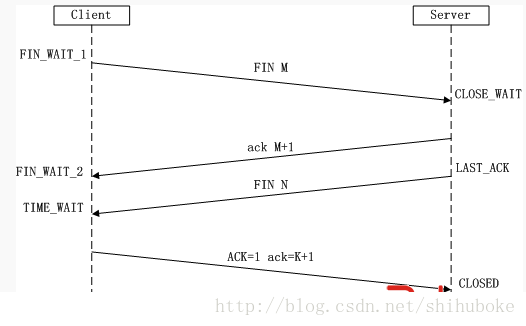 Client
Server
FIN_WAIT_1
FIN M
CLOSE_WAIT
ack M+1
FIN_WAIT_2
LAST_ACK
FIN N
TIME_WAIT
ACK=1 ack=K+1
CLOSED
http://blog.csdn.net/shihuboke